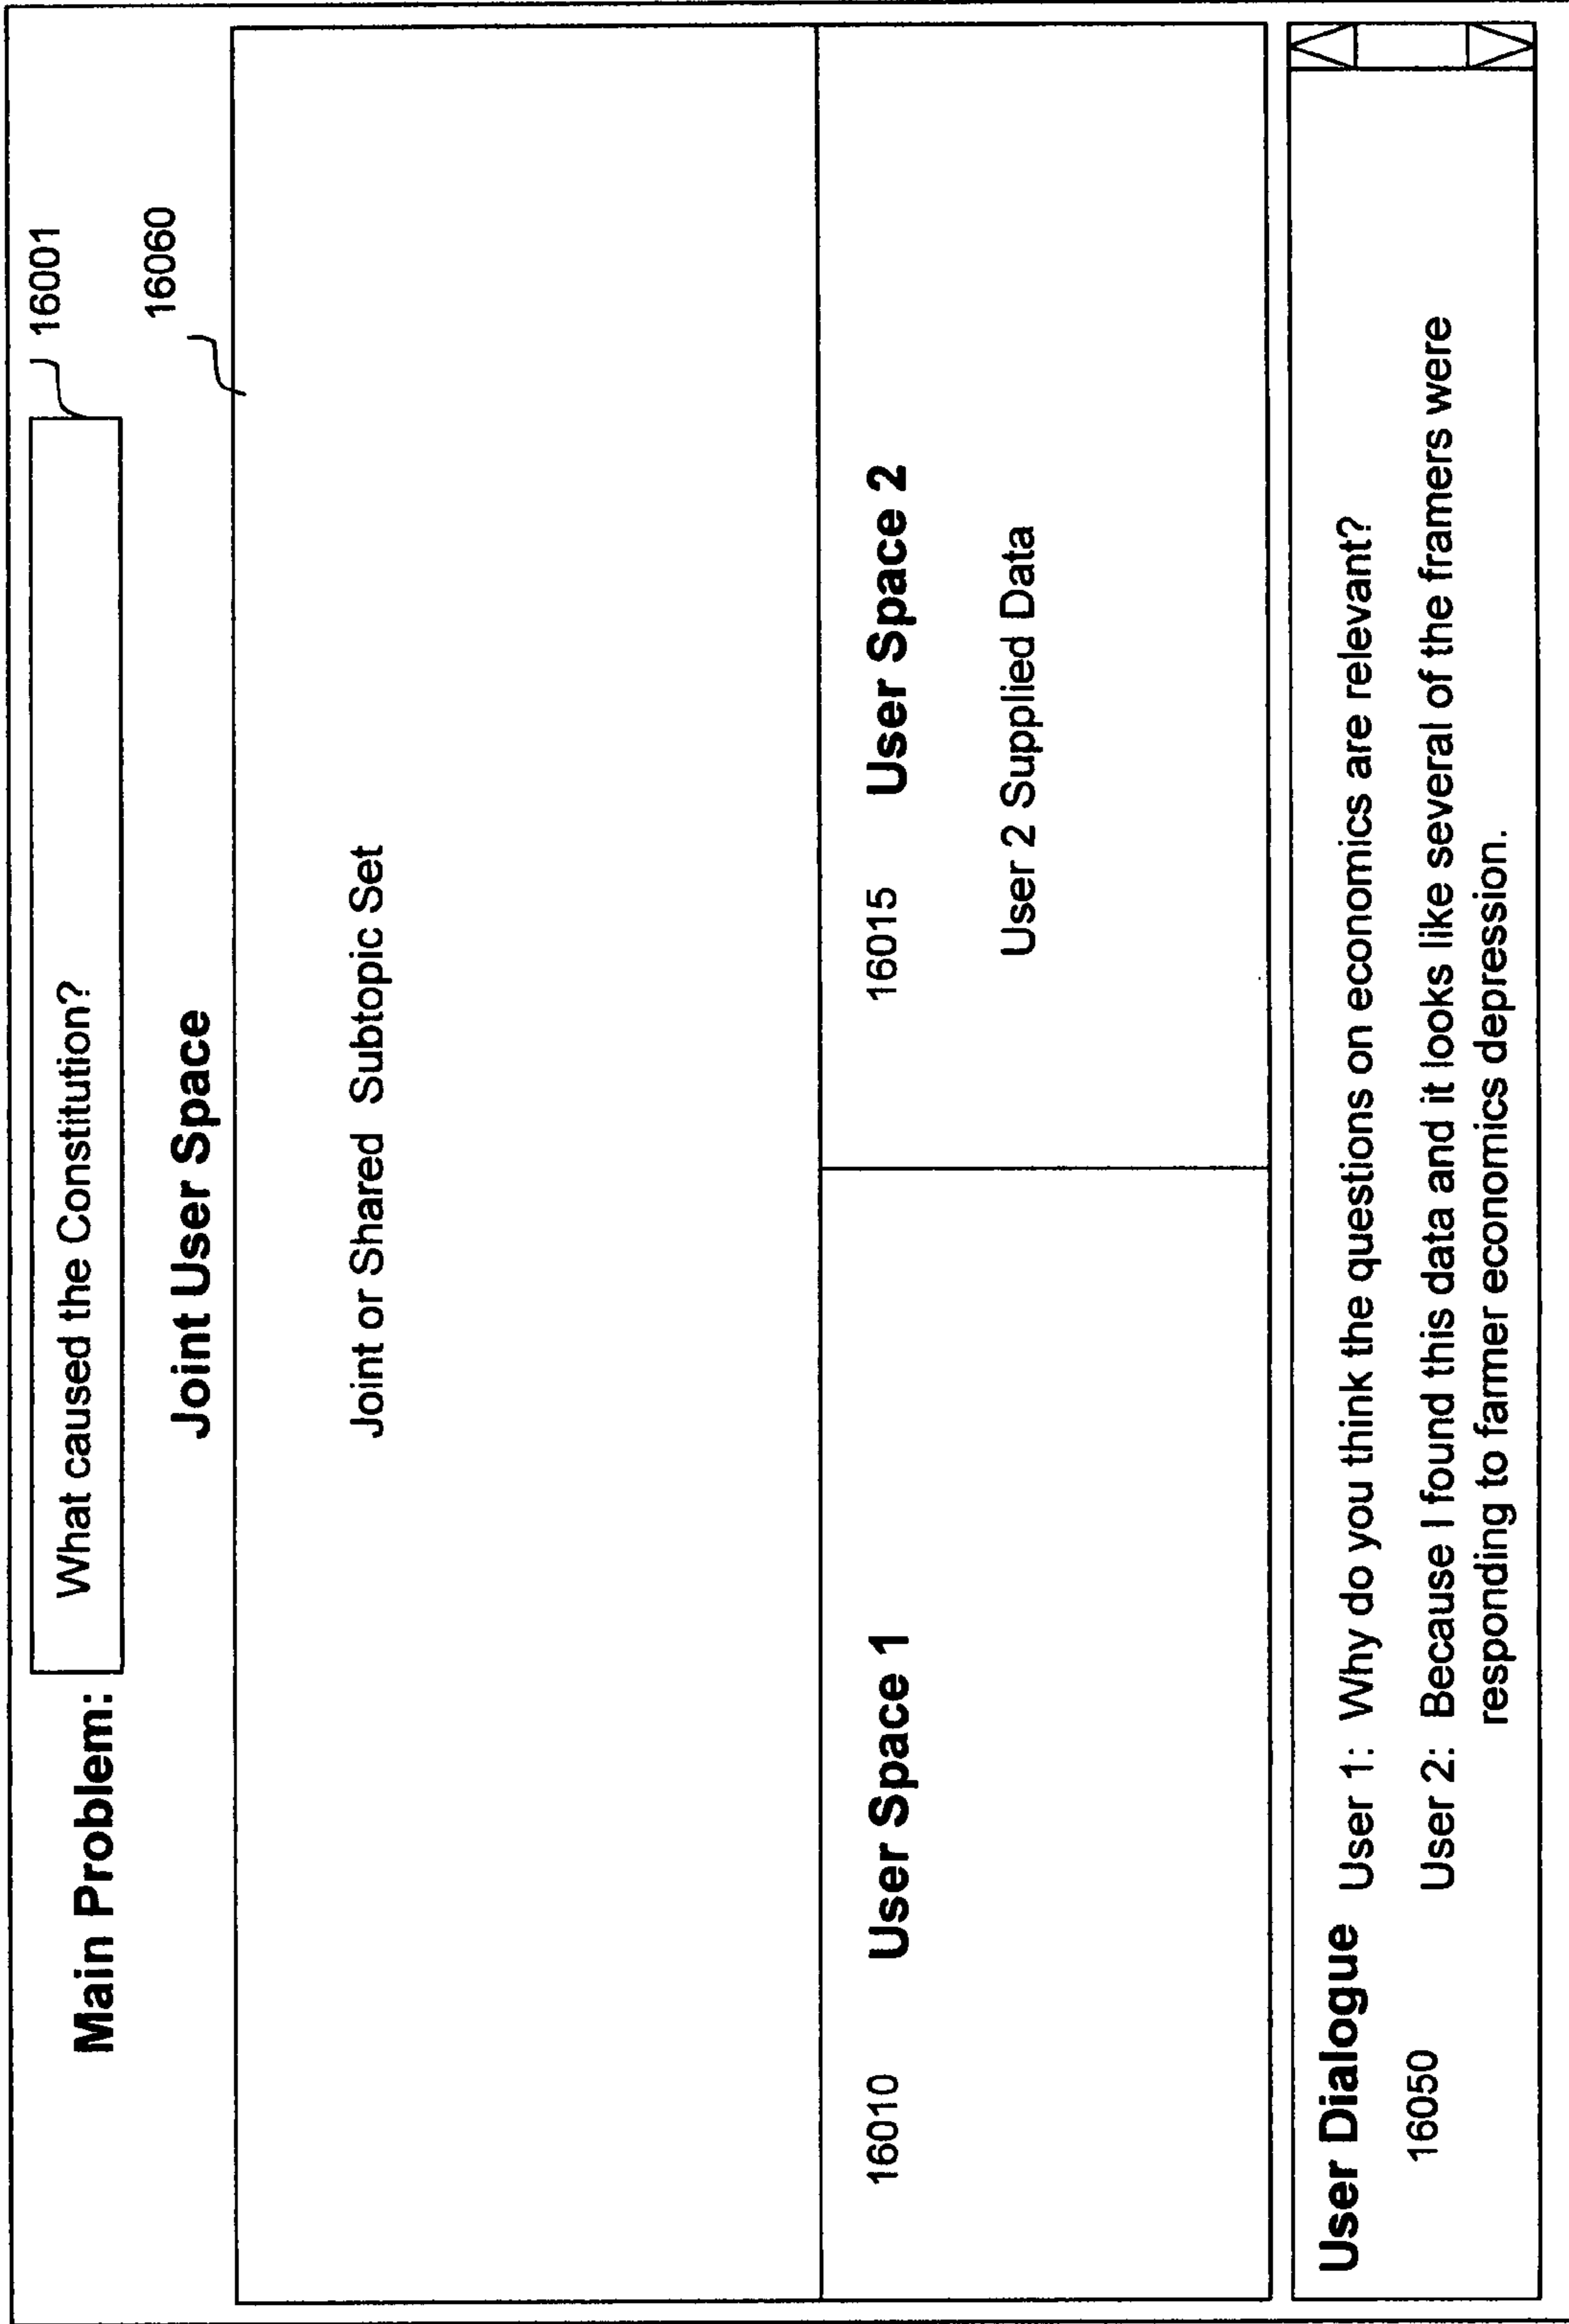 Main Problem: What caused the Constitution? 16001
Joint User Space 16060
Joint or Shared Subtopic Set
16010 User Space 1
16015 User Space 2
User 2 Supplied Data
User Dialogue User 1: Why do you think the questions on economics are relevant?
16050 User 2: Because I found this data and it looks like several of the framers were
responding to farmer economics depression.